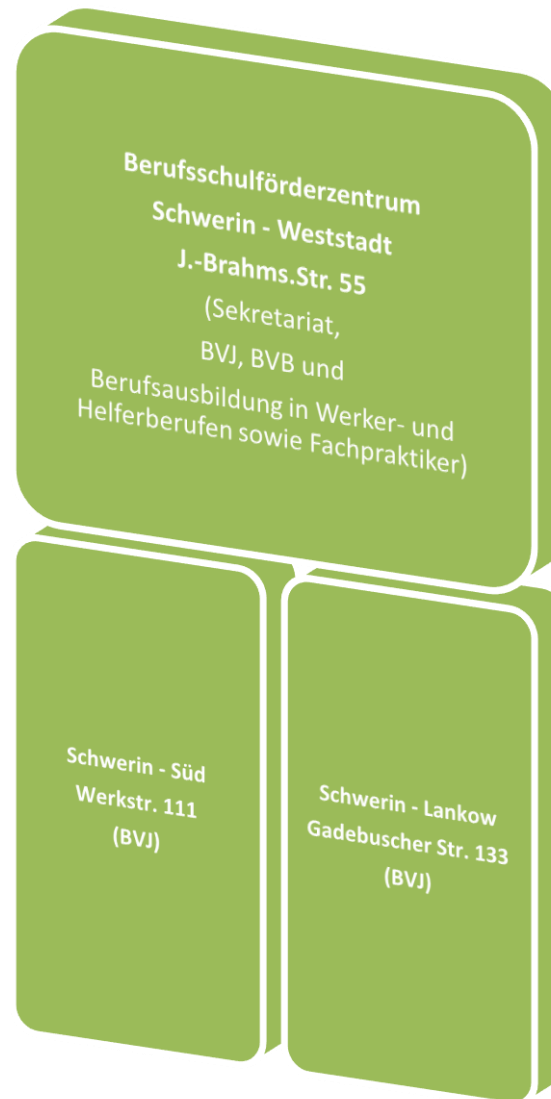 Berufsschulförderzentrum
Schwerin - Weststadt
J.-Brahms.Str. 55
(Sekretariat,
BVJ, BVB und
Berufsausbildung in Werker- und
Helferberufen sowie Fachpraktiker)
Schwerin - Süd
Werkstr. 111
(BVJ)
Schwerin - Lankow
Gadebuscher Str. 133
(BVJ)